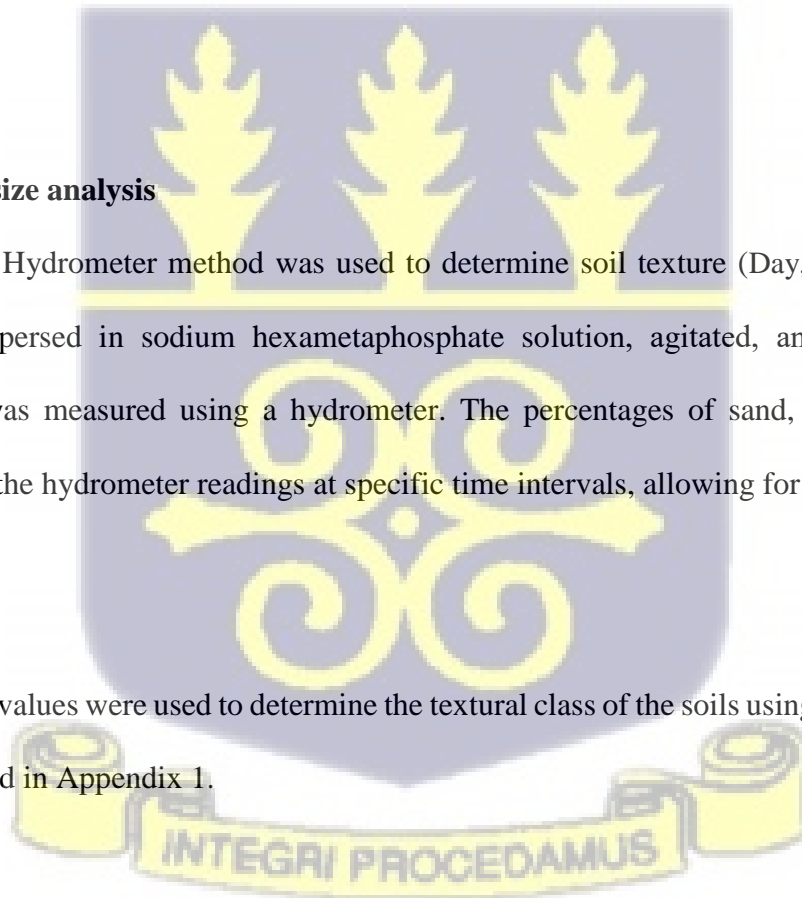 size analysis
Hydrometer method was used to determine soil texture (Day,
persed in sodium hexametaphosphate solution, agitated, an
was measured using a hydrometer. The percentages of sand,
the hydrometer readings at specific time intervals, allowing for
values were used to determine the textural class of the soils using
d in Appendix 1.
INTEGRI PROCEDAMUS